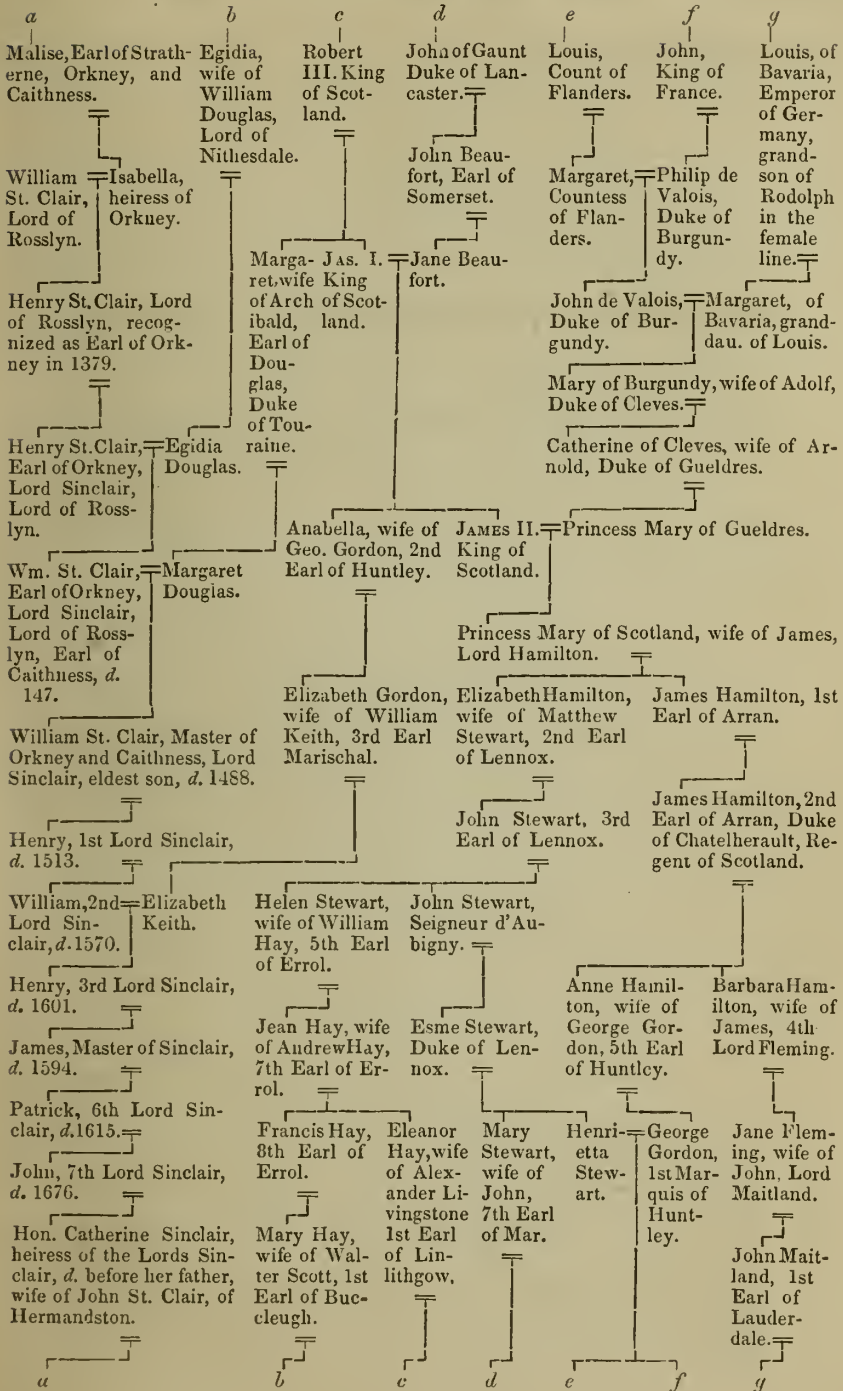 a b c d e f g
Malise, Earl of Strath-
erne, Orkney, and
Caithness.
Egidia,
wife of
William
Douglas,
Lord of
Nithesdale.
Robert
III. King
of Scot-
land.
John of Gaunt
Duke of Lan-
caster.
Louis,
Count of
Flanders.
John,
King of
France.
Louis, of
Bavaria,
Emperor
of Ger-
many,
grand-
son of
Rodolph
in the
female
line.
William
St. Clair,
Lord of
Rosslyn.
Isabella,
heiress of
Orkney.
John Beau-
fort, Earl of
Somerset.
Margaret,
Countess
of Flan-
ders.
Philip de
Valois,
Duke of
Burgun-
dy.
Henry St. Clair, Lord
of Rosslyn, recog-
nized as Earl of Ork-
ney in 1379.
Marga-
ret, wife
of Arch
ibald,
Earl of
Dou-
glas,
Duke
of Tou-
raine.
Jas. I.
King
of Scot-
land.
Jane Beau-
fort.
John de Valois,
Duke of Bur-
gundy.
Margaret, of
Bavaria, grand-
dau. of Louis.
Mary of Burgundy, wife of Adolf,
Duke of Cleves.
Henry St. Clair,
Earl of Orkney,
Lord Sinclair,
Lord of Ross-
lyn.
Egidia
Douglas.
Catherine of Cleves, wife of Ar-
nold, Duke of Gueldres.
Anabella, wife of
Geo. Gordon, 2nd
Earl of Huntley.
James II.
King of
Scotland.
Princess Mary of Gueldres.
Wm. St. Clair,
Earl of Orkney,
Lord Sinclair,
Lord of Ross-
lyn, Earl of
Caithness, d.
147.
Margaret
Douglas.
Princess Mary of Scotland, wife of James,
Lord Hamilton.
Elizabeth Gordon,
wife of William
Keith, 3rd Earl
Marischal.
Elizabeth Hamilton,
wife of Matthew
Stewart, 2nd Earl
of Lennox.
James Hamilton, 1st
Earl of Arran.
William St. Clair, Master of
Orkney and Caithness, Lord
Sinclair, eldest son, d. 1488.
John Stewart, 3rd
Earl of Lennox.
James Hamilton, 2nd
Earl of Arran, Duke
of Chatelherault, Re-
gent of Scotland.
Henry, 1st Lord Sinclair,
d. 1513.
William, 2nd
Lord Sin-
clair, d. 1570.
Elizabeth
Keith.
Helen Stewart,
wife of William
Hay, 5th Earl
of Errol.
John Stewart,
Seigneur d'Au-
bigny.
Henry, 3rd Lord Sinclair,
d. 1601.
Anne Hamil-
ton, wife of
George Gor-
don, 5th Earl
of Huntley.
Barbara Ham-
ilton, wife of
James, 4th
Lord Fleming.
James, Master of Sinclair,
d. 1594.
Jean Hay, wife
of Andrew Hay,
7th Earl of Er-
rol.
Esme Stewart,
Duke of Len-
nox.
Patrick, 6th Lord Sin-
clair, d. 1615.
Francis Hay,
8th Earl of
Errol.
Eleanor
Hay, wife
of Alex-
ander Li-
vingstone
1st Earl
of Lin-
lithgow,
Mary
Stewart,
wife of
John,
7th Earl
of Mar.
Henri-
etta
Stew-
art.
George
Gordon,
1st Mar-
quis of
Hunt-
ley.
Jane Flem-
ing, wife of
John, Lord
Maitland.
John, 7th Lord Sinclair,
d. 1676.
Hon. Catherine Sinclair,
heiress of the Lords Sin-
clair, d. before her father,
wife of John St. Clair, of
Hermandston.
Mary Hay,
wife of Wal-
ter Scott, 1st
Earl of Buc-
cleugh.
John Mait-
land, 1st
Earl of
Lauder-
dale.
a b c d e f g